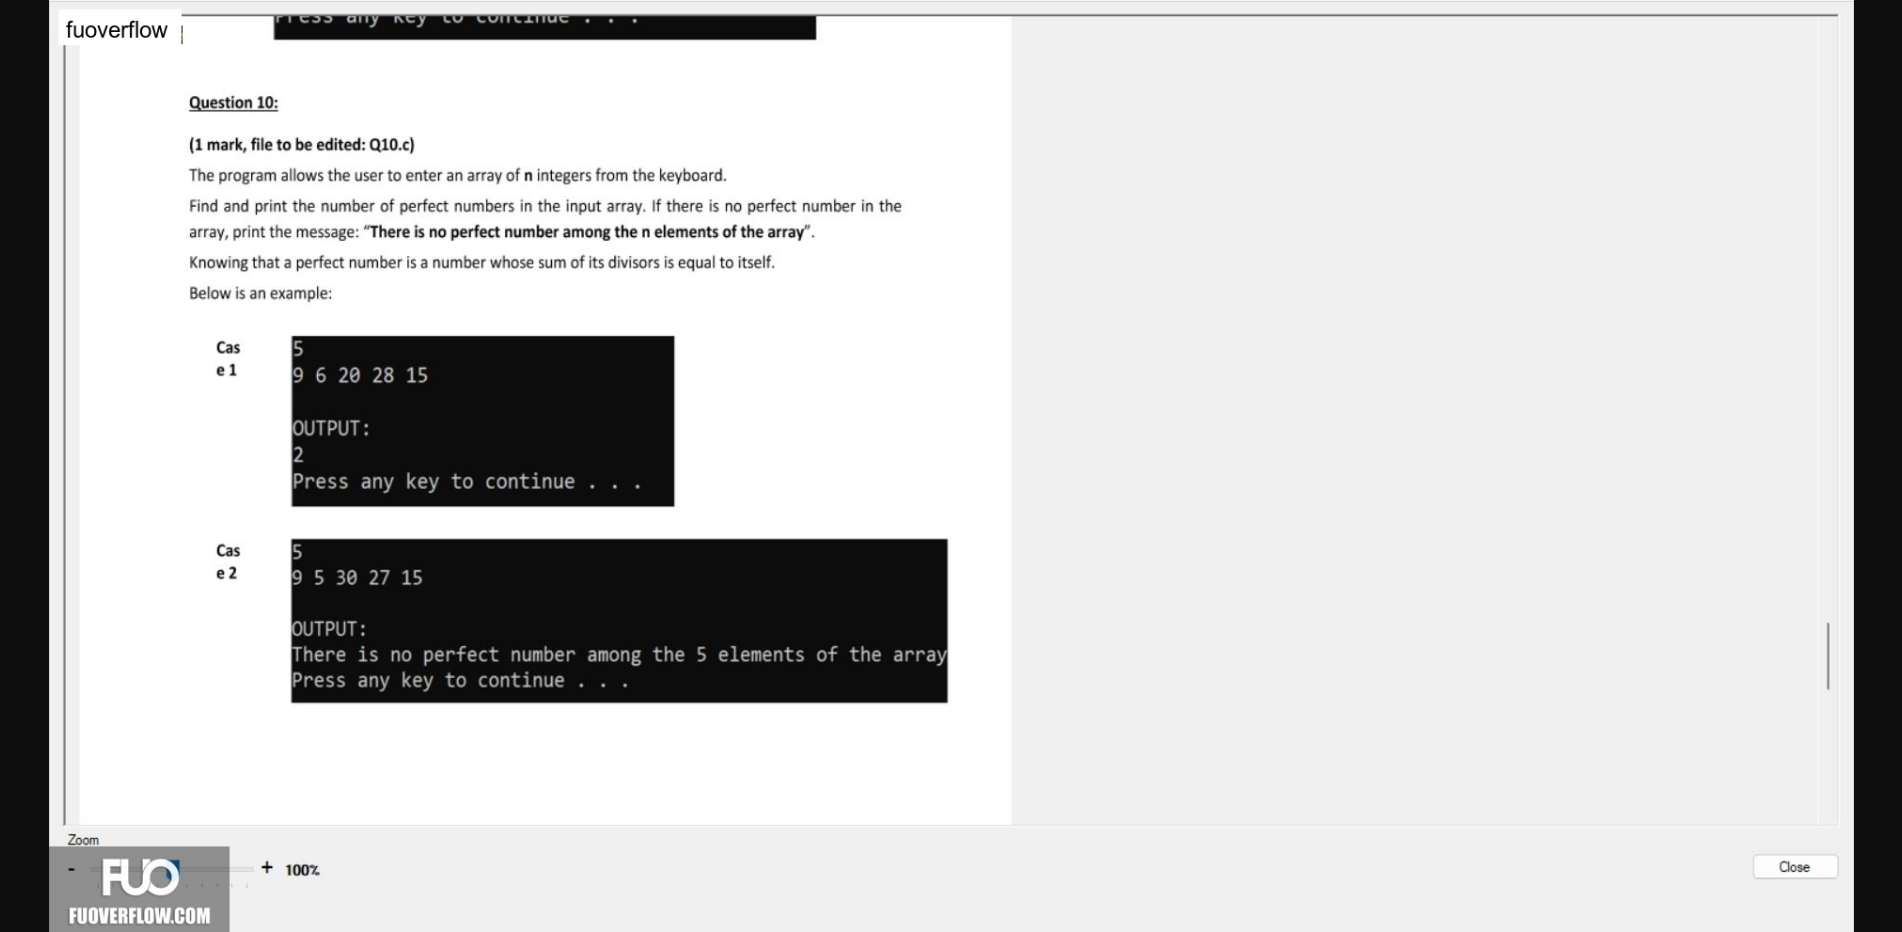 Press any key to continue . . .
fuoverflow
Question 10:
(1 mark, file to be edited: Q10.c)
The program allows the user to enter an array of n integers from the keyboard.
Find and print the number of perfect numbers in the input array. If there is no perfect number in the
array, print the message: “There is no perfect number among the n elements of the array”.
Knowing that a perfect number is a number whose sum of its divisors is equal to itself.
Below is an example:
Cas
e 1
5
9 6 20 28 15
OUTPUT:
2
Press any key to continue . . .
Cas
e 2
5
9 5 30 27 15
OUTPUT:
There is no perfect number among the 5 elements of the array
Press any key to continue . . .
Zoom
- + 100%
Close
FUO
FUOVERFLOW.COM